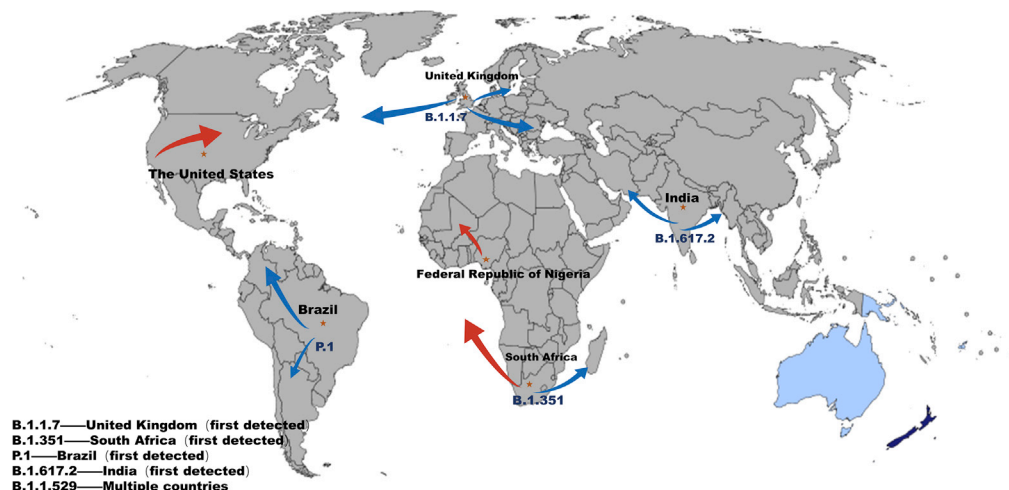 United Kingdom
B.1.1.7
The United States
India
B.1.617.2
Federal Republic of Nigeria
Brazil
P.1
South Africa
B.1.351
B.1.1.7——United Kingdom (first detected)
B.1.351——South Africa (first detected)
P.1——Brazil (first detected)
B.1.617.2——India (first detected)
B.1.1.529——Multiple countries